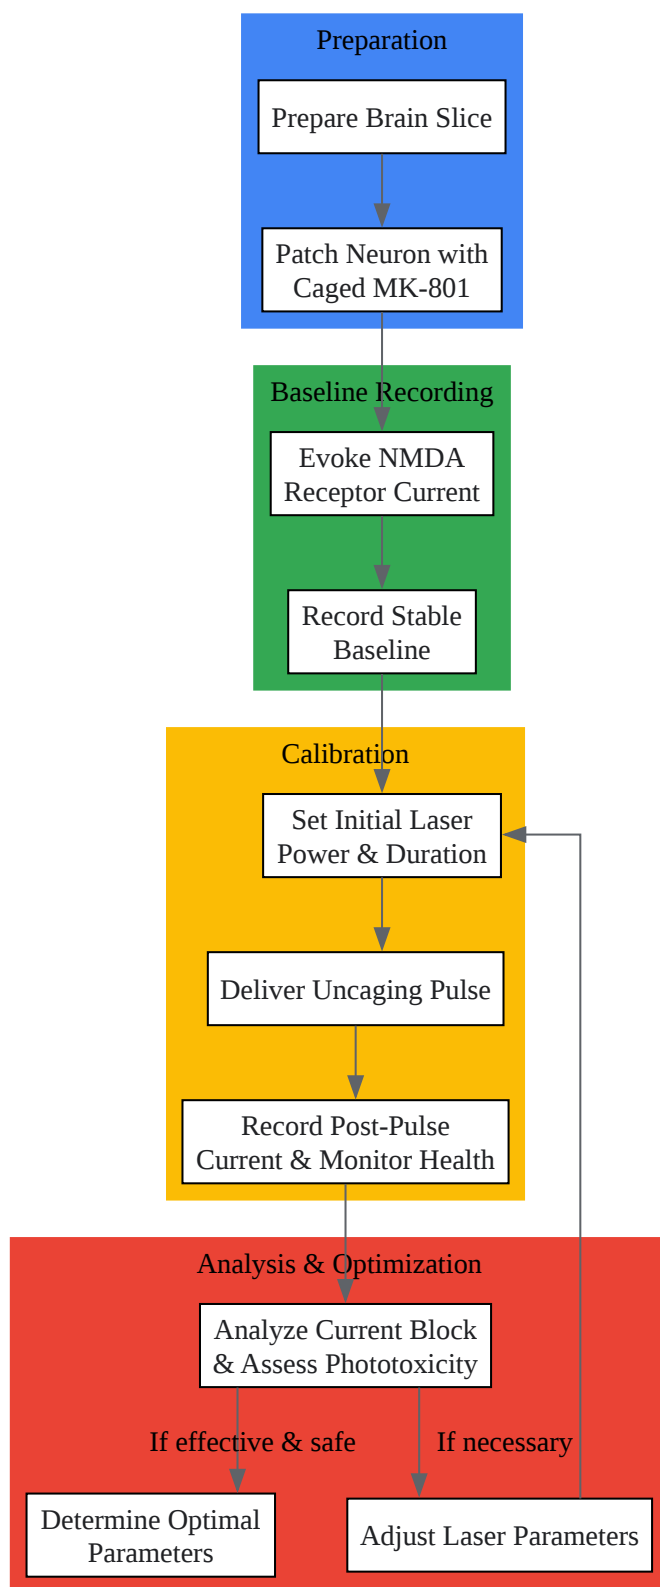 Preparation
Prepare Brain Slice
Patch Neuron with
Caged MK-801
Baseline Recording
Evoke NMDA
Receptor Current
Record Stable
Baseline
Calibration
Set Initial Laser
Power & Duration
Deliver Uncaging Pulse
Record Post-Pulse
Current & Monitor Health
Analysis & Optimization
Analyze Current Block
& Assess Phototoxicity
If effective & safe
If necessary
Determine Optimal
Parameters
Adjust Laser Parameters